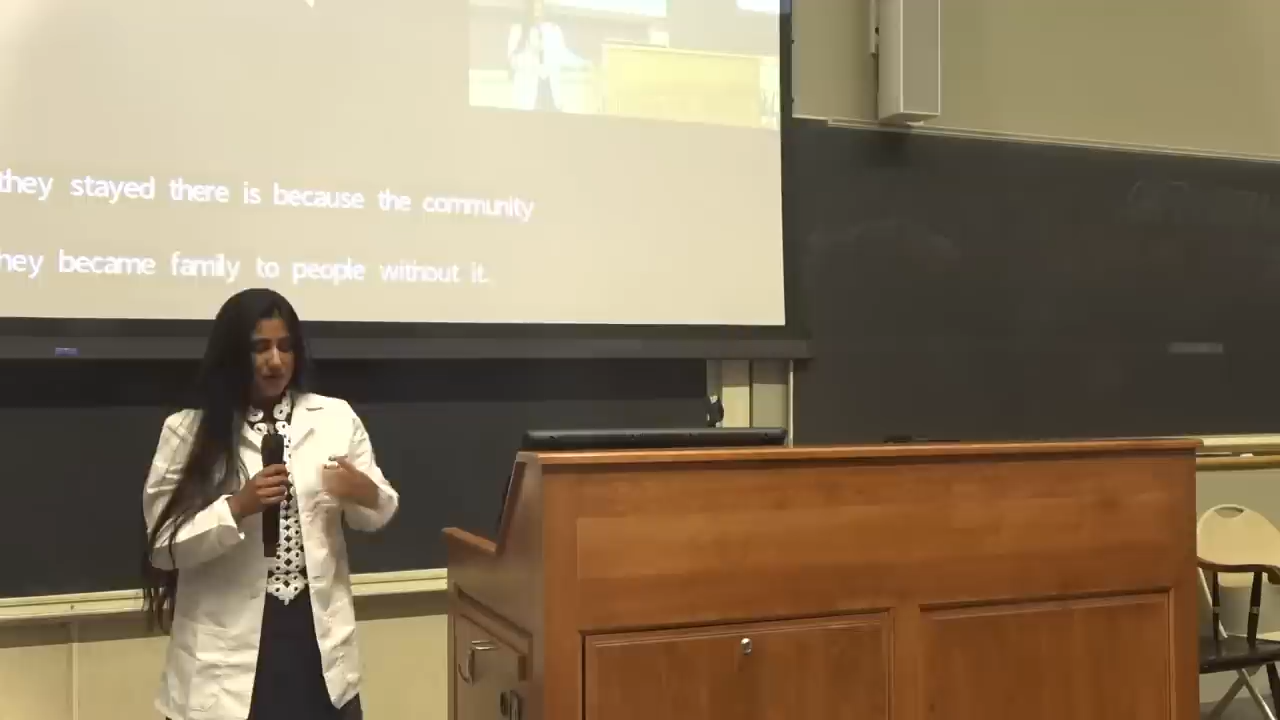 they stayed there is because the community
hey became family to people without it.